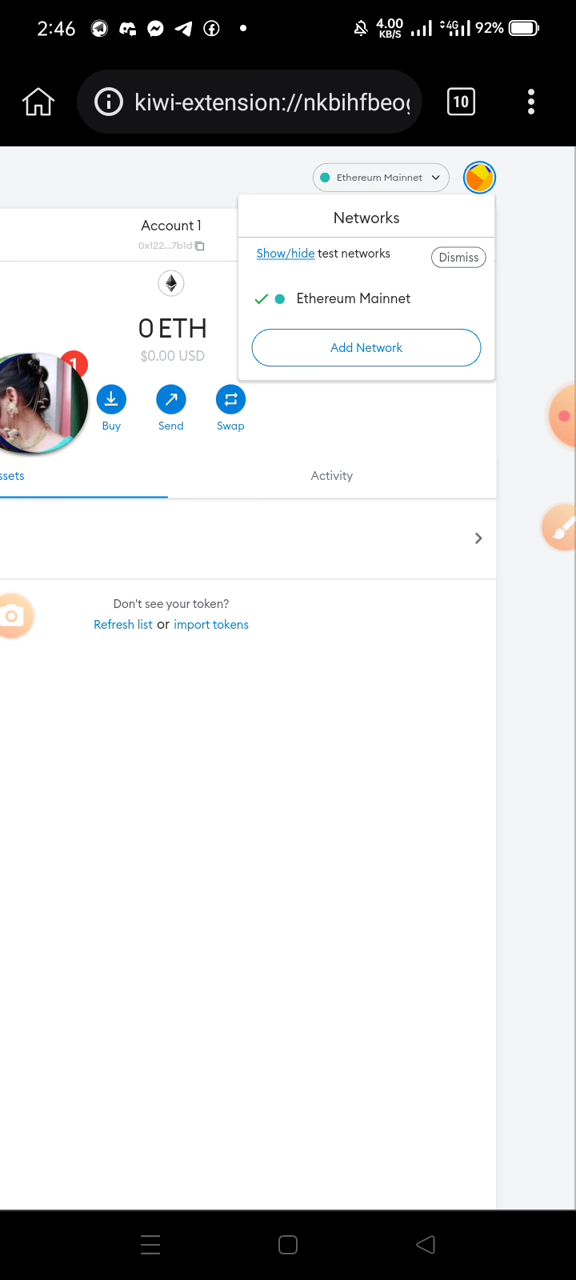 2:46
4.00 KB/S
4G
92%
kiwi-extension://nkbihfbeog
10
Ethereum Mainnet
Account 1
0x122...7b1d
Networks
Show/hide test networks
Dismiss
Ethereum Mainnet
Add Network
0 ETH
$0.00 USD
1
Buy
Send
Swap
ssets
Activity
Don't see your token?
Refresh list or import tokens